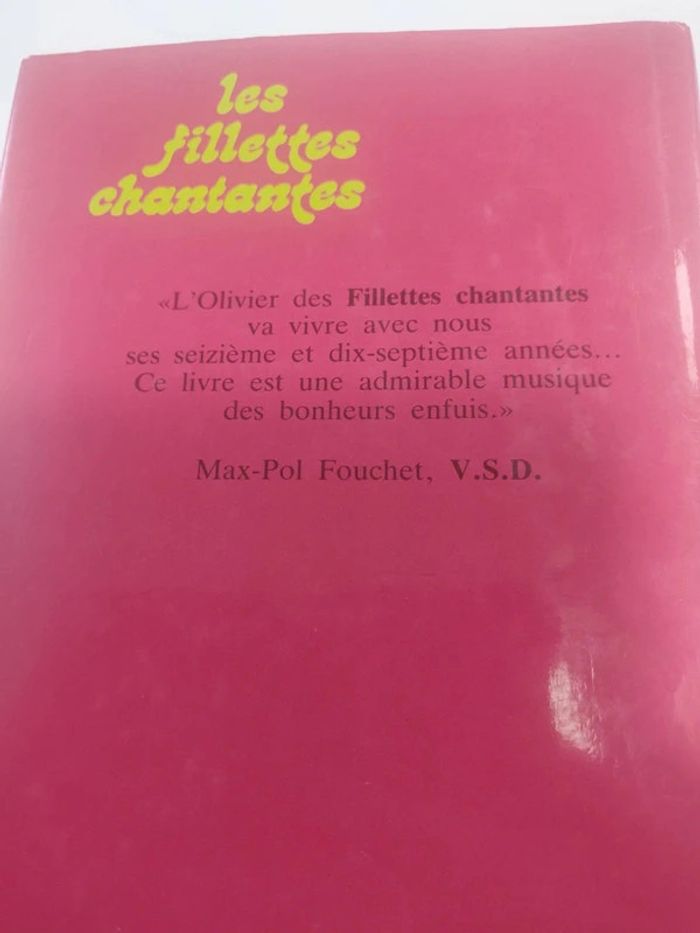 les
fillettes
chantantes
«L'Olivier des Fillettes chantantes
va vivre avec nous
ses seizième et dix-septième années...
Ce livre est une admirable musique
des bonheurs enfuis.»
Max-Pol Fouchet, V.S.D.